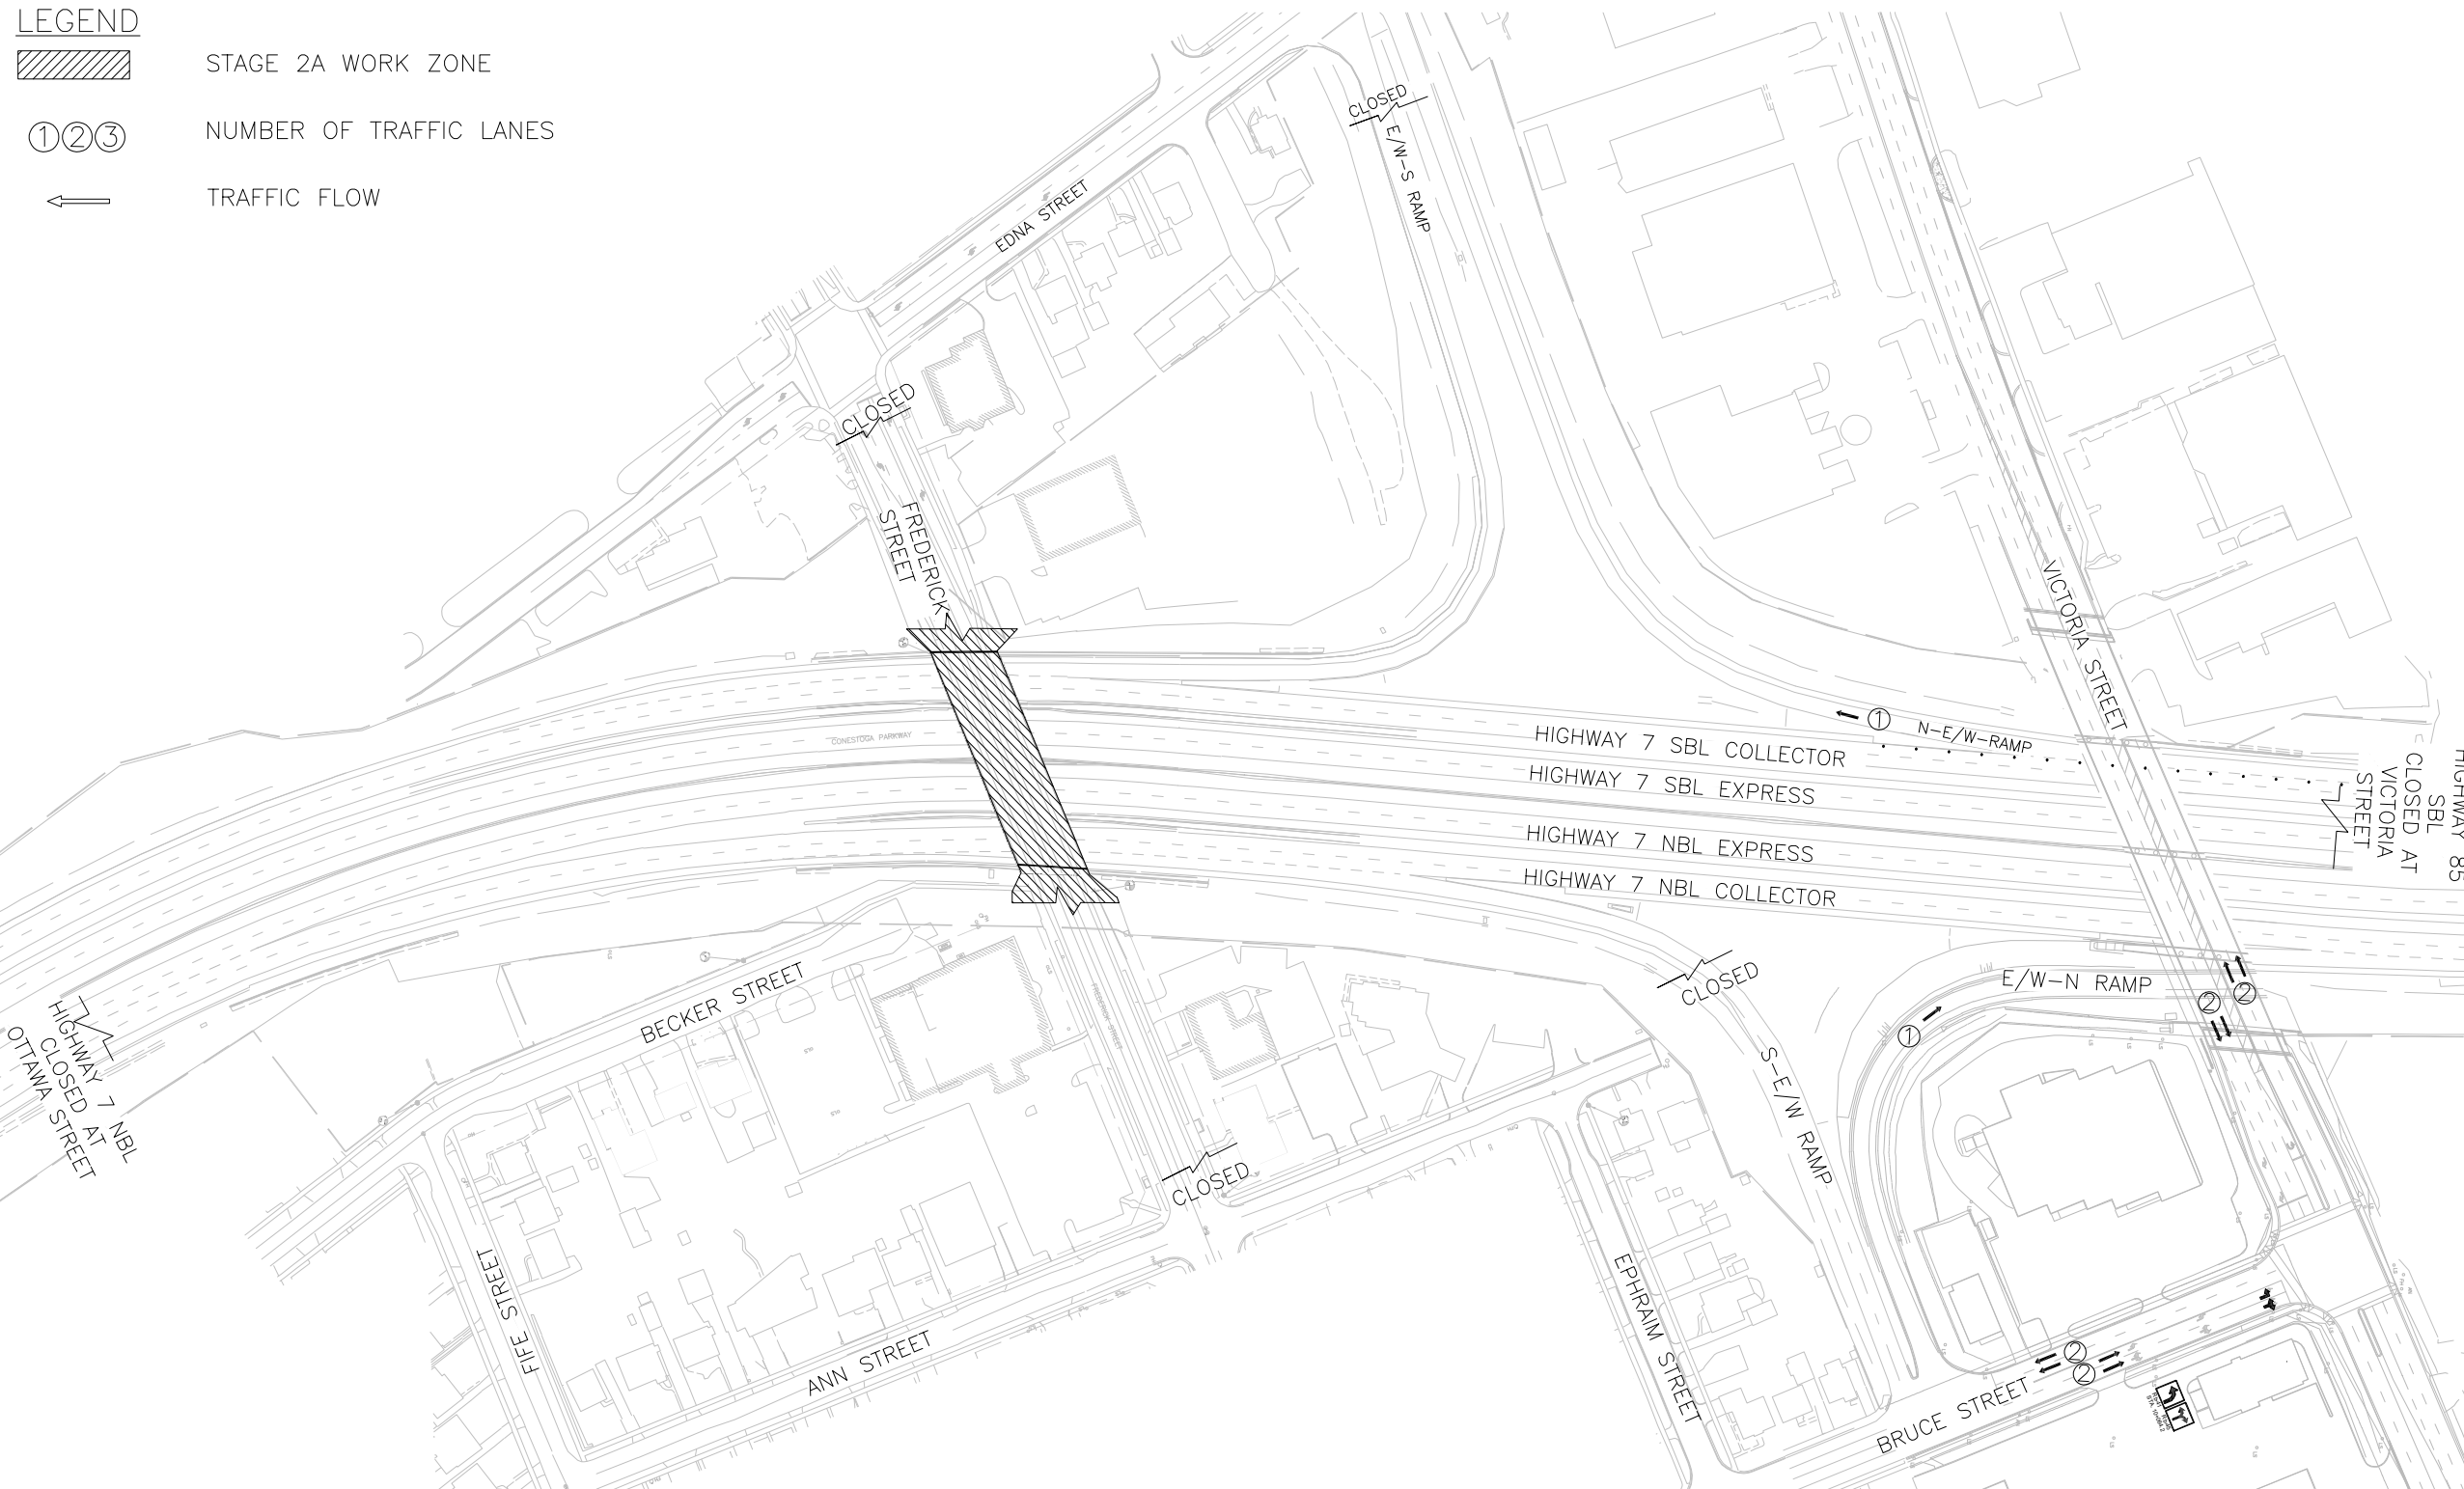 LEGEND
STAGE 2A WORK ZONE
①②③
NUMBER OF TRAFFIC LANES
TRAFFIC FLOW
CLOSED
E/W-S RAMP
EDNA STREET
CLOSED
FREDERICK
STREET
VICTORIA STREET
CONESTOGA PARKWAY
① N-E/W-RAMP
HIGHWAY 7 SBL COLLECTOR
HIGHWAY 7 SBL EXPRESS
HIGHWAY 7 NBL EXPRESS
HIGHWAY 7 NBL COLLECTOR
HIGHWAY 85
SBL
CLOSED AT
VICTORIA
STREET
CLOSED
E/W-N RAMP
②
②
①
BECKER STREET
FREDERICK STREET
HIGHWAY 7 NBL
CLOSED AT
OTTAWA STREET
S-E/W RAMP
CLOSED
FIFE STREET
EPHRAIM STREET
ANN STREET
②
②
BRUCE STREET